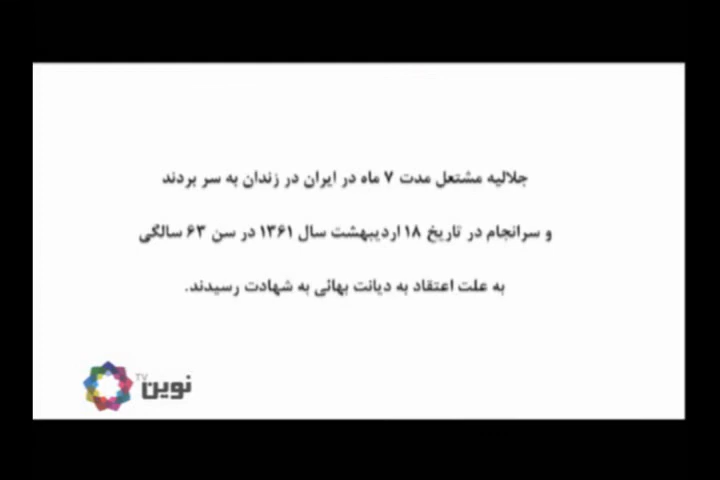 جلالیه مشتعل مدت ۷ ماه در ایران در زندان به سر بردند
و سرانجام در تاریخ ۱۸ اردیبهشت سال ۱۳۶۱ در سن ۶۳ سالگی
به علت اعتقاد به دیانت بهائی به شهادت رسیدند.
نوین TV